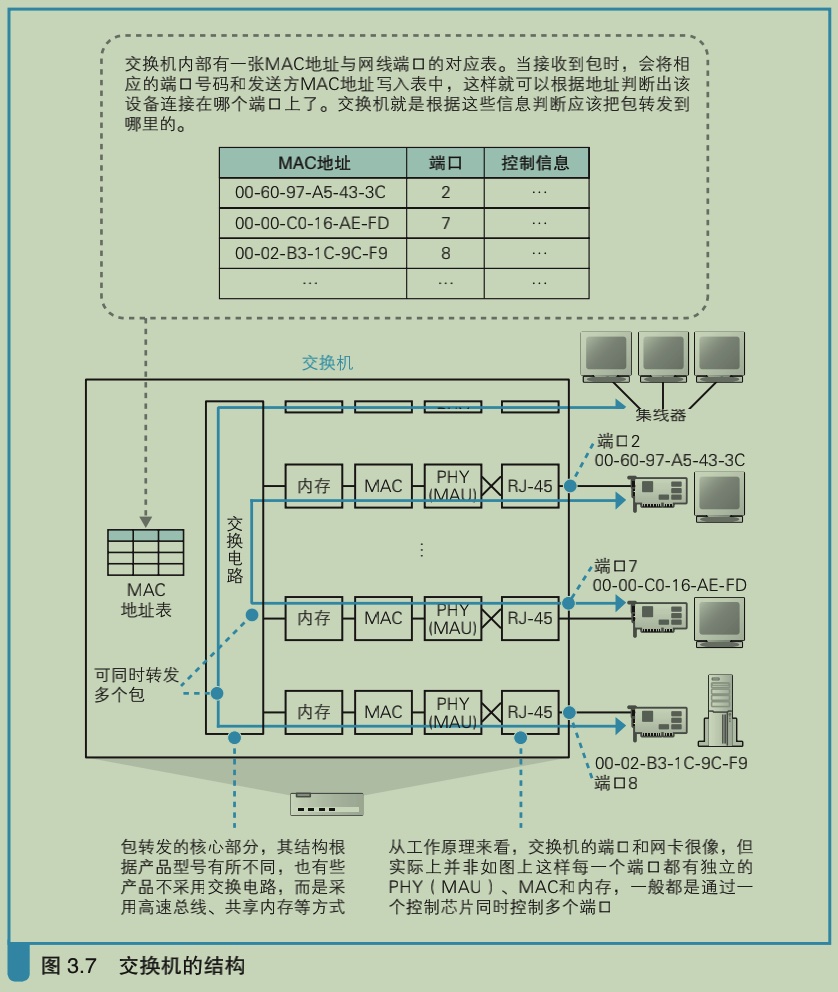 交换机内部有一张MAC地址与网线端口的对应表。当接收到包时，会将相
应的端口号码和发送方MAC地址写入表中，这样就可以根据地址判断出该
设备连接在哪个端口上了。交换机就是根据这些信息判断应该把包转发到
哪里的。
MAC地址 端口 控制信息
00-60-97-A5-43-3C 2 …
00-00-C0-16-AE-FD 7 …
00-02-B3-1C-9C-F9 8 …
… … …
交换机
集线器
端口2
00-60-97-A5-43-3C
内存 MAC PHY (MAU) RJ-45
交换电路
…
MAC
地址表
端口7
00-00-C0-16-AE-FD
内存 MAC PHY (MAU) RJ-45
可同时转发
多个包
内存 MAC PHY (MAU) RJ-45
00-02-B3-1C-9C-F9
端口8
包转发的核心部分，其结构根
据产品型号有所不同，也有些
产品不采用交换电路，而是采
用高速总线、共享内存等方式
从工作原理来看，交换机的端口和网卡很像，但
实际上并非如图上这样每一个端口都有独立的
PHY（MAU）、MAC和内存，一般都是通过一
个控制芯片同时控制多个端口
图 3.7 交换机的结构